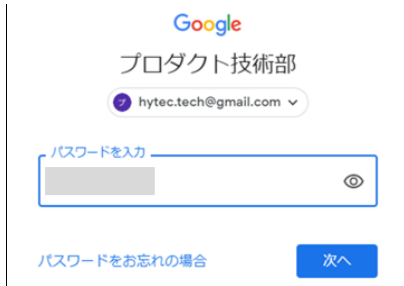 Google
プロダクト技術部
プ hytec.tech@gmail.com
パスワードを入力
パスワードをお忘れの場合 次へ